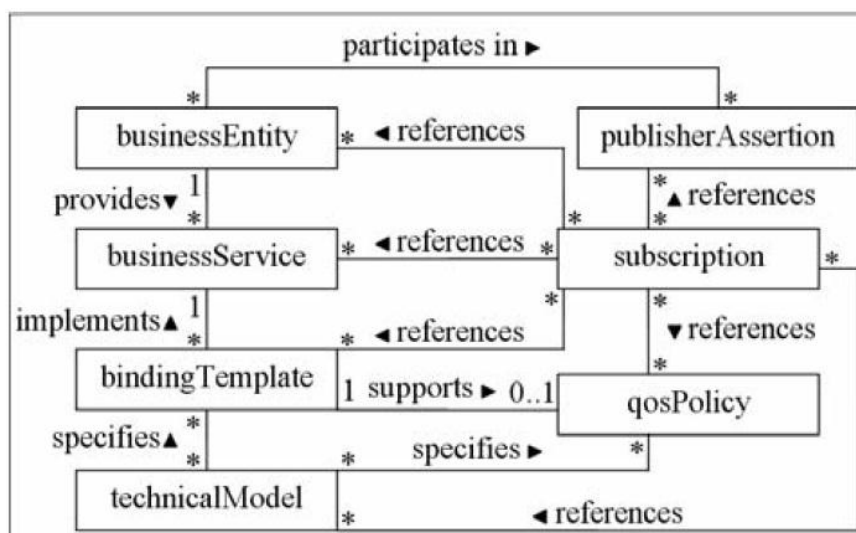 participates in ►
* *
businessEntity * ◄ references publisherAssertion
provides▼ 1 * ▲ references
* * *
businessService * ◄ references * subscription *
1 * *
implements▲ ▼ references
* * ◄ references *
bindingTemplate 1 supports ► 0..1 qosPolicy
specifies▲ *
* * specifies ► *
technicalModel * ◄ references